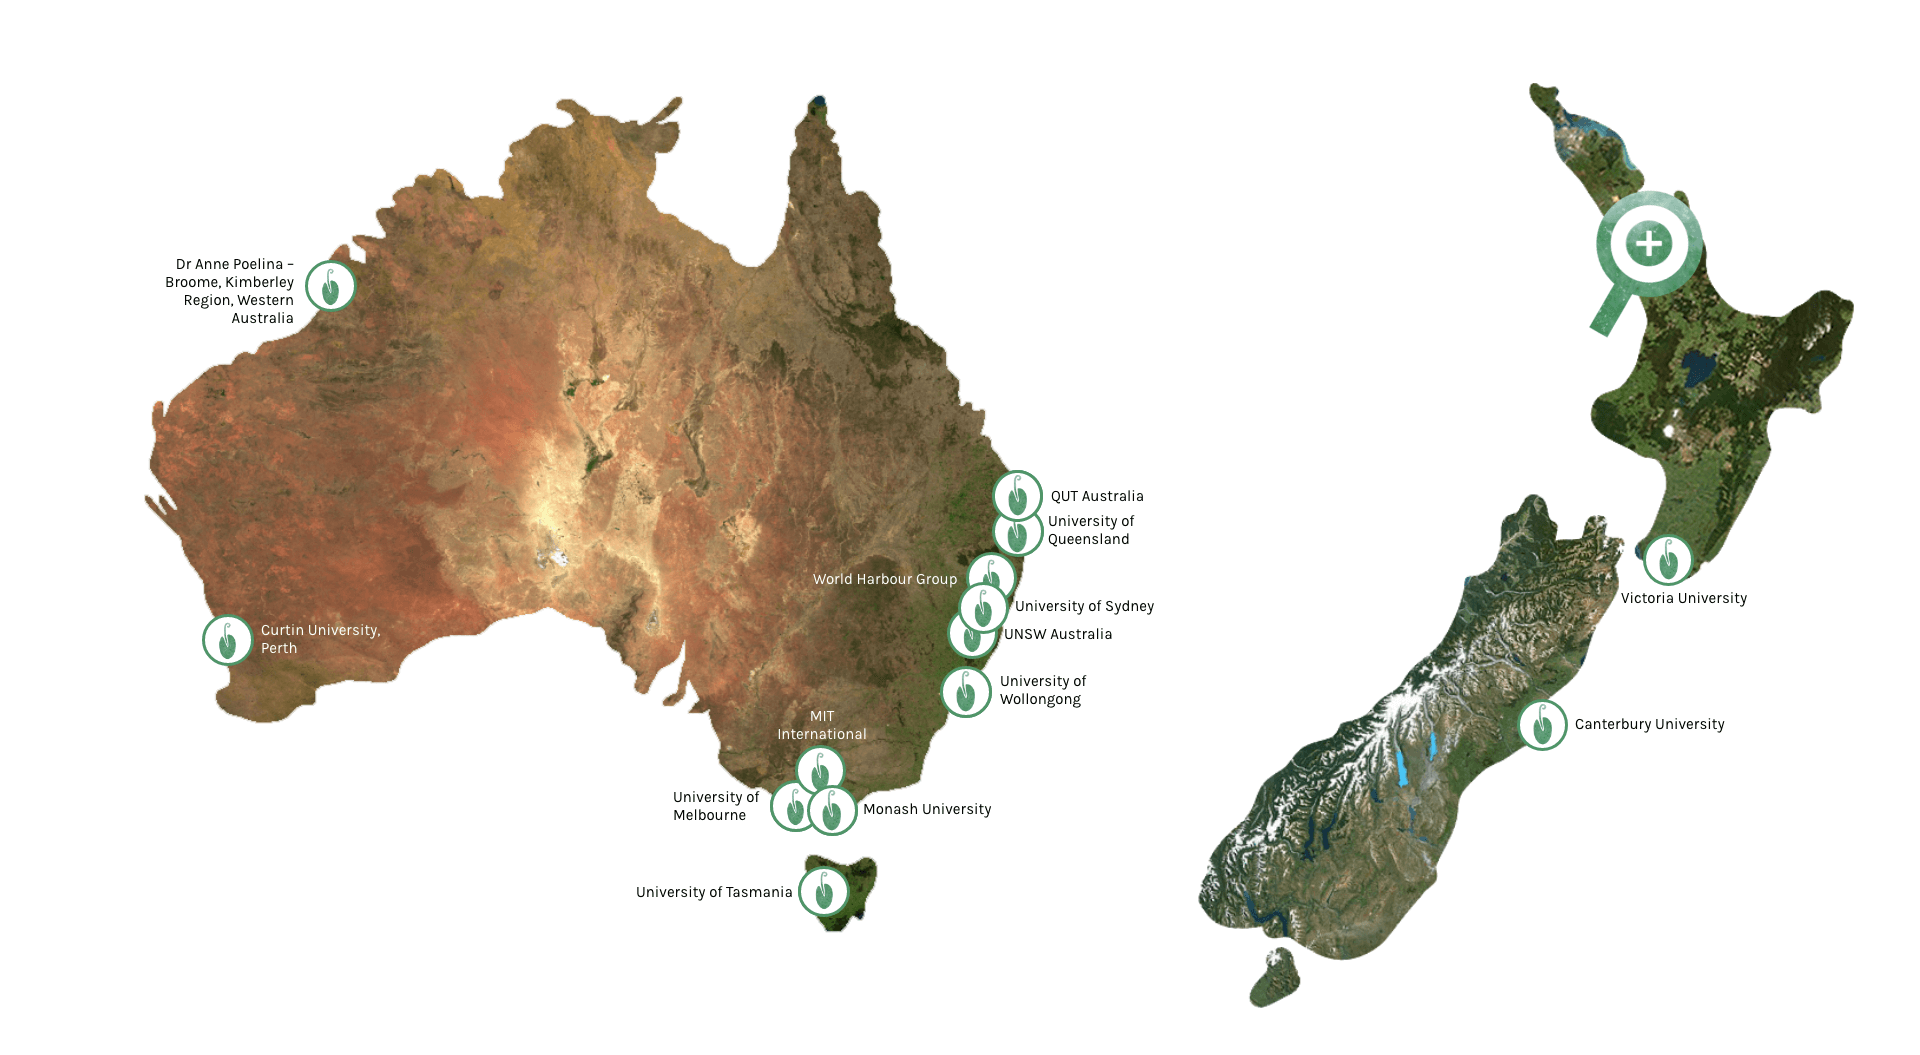 Dr Anne Poelina –
Broome, Kimberley
Region, Western
Australia
QUT Australia
University of
Queensland
World Harbour Group
University of Sydney
UNSW Australia
Curtin University,
Perth
University of
Wollongong
MIT
International
University of
Melbourne
Monash University
University of Tasmania
Victoria University
Canterbury University